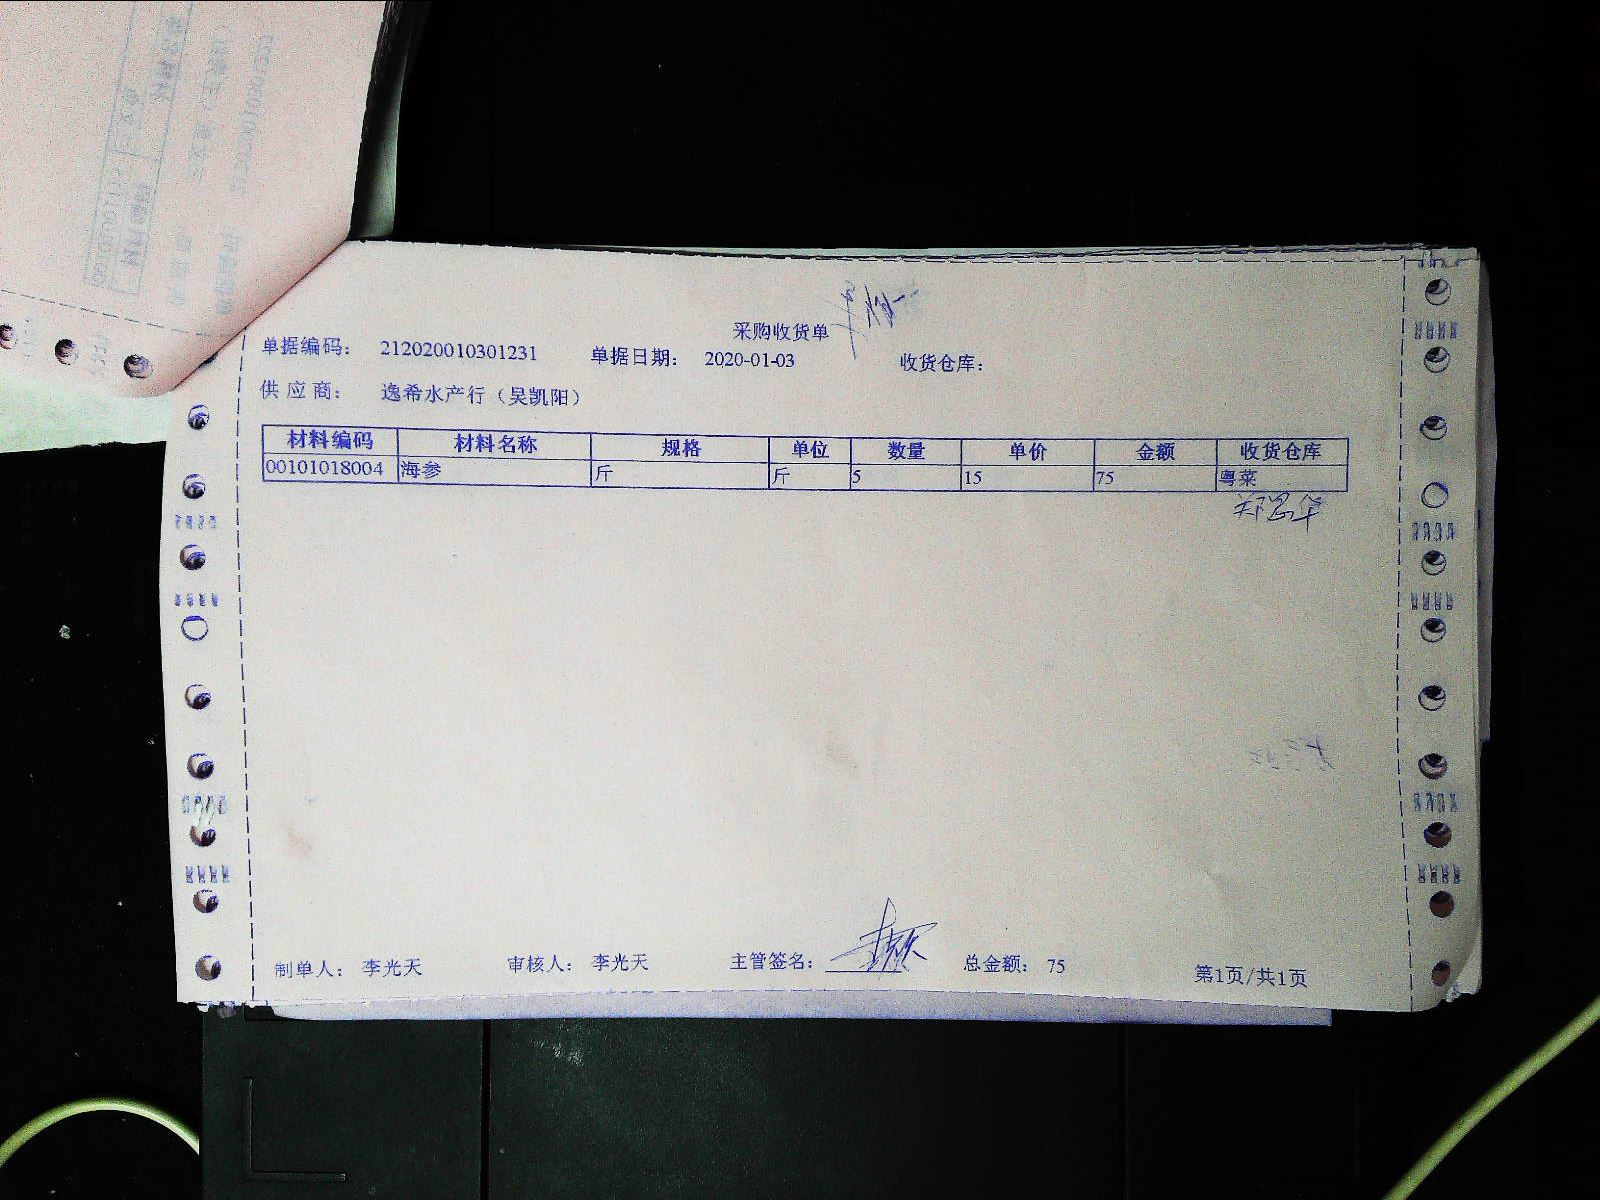 采购收货单
单据编码： 212020010301231 单据日期： 2020-01-03 收货仓库：
供应商： 逸希水产行（吴凯阳）
材料编码 材料名称 规格 单位 数量 单价 金额 收货仓库
00101018004 海参 斤 斤 5 15 75 粤菜
制单人： 李光天 审核人： 李光天 主管签名： 总金额： 75 第1页/共1页